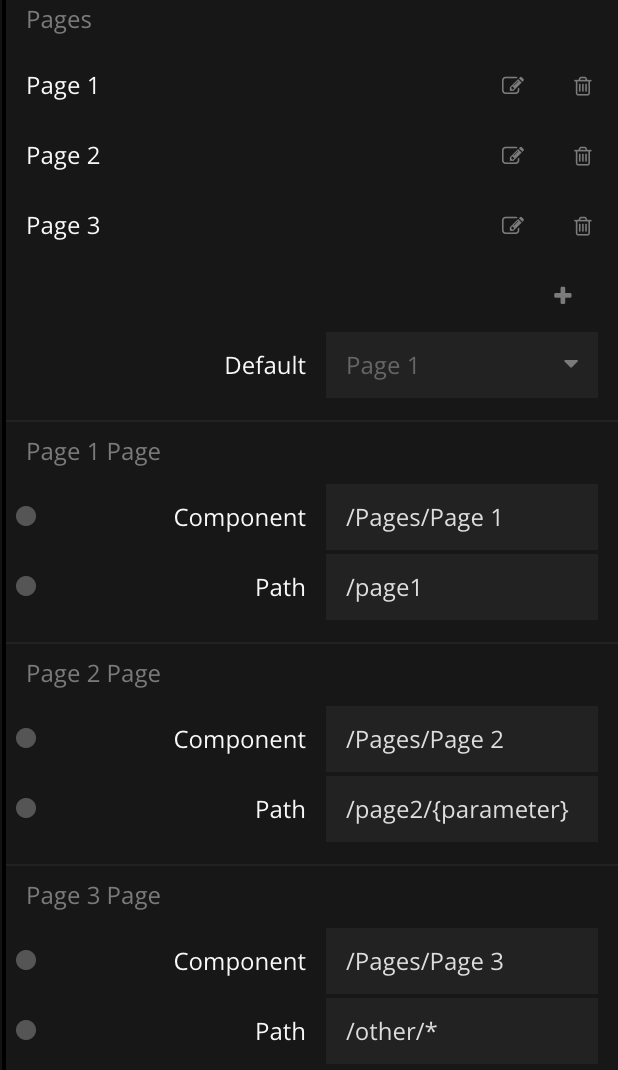 Pages
Page 1
Page 2
Page 3
Default Page 1
Page 1 Page
Component /Pages/Page 1
Path /page1
Page 2 Page
Component /Pages/Page 2
Path /page2/{parameter}
Page 3 Page
Component /Pages/Page 3
Path /other/*